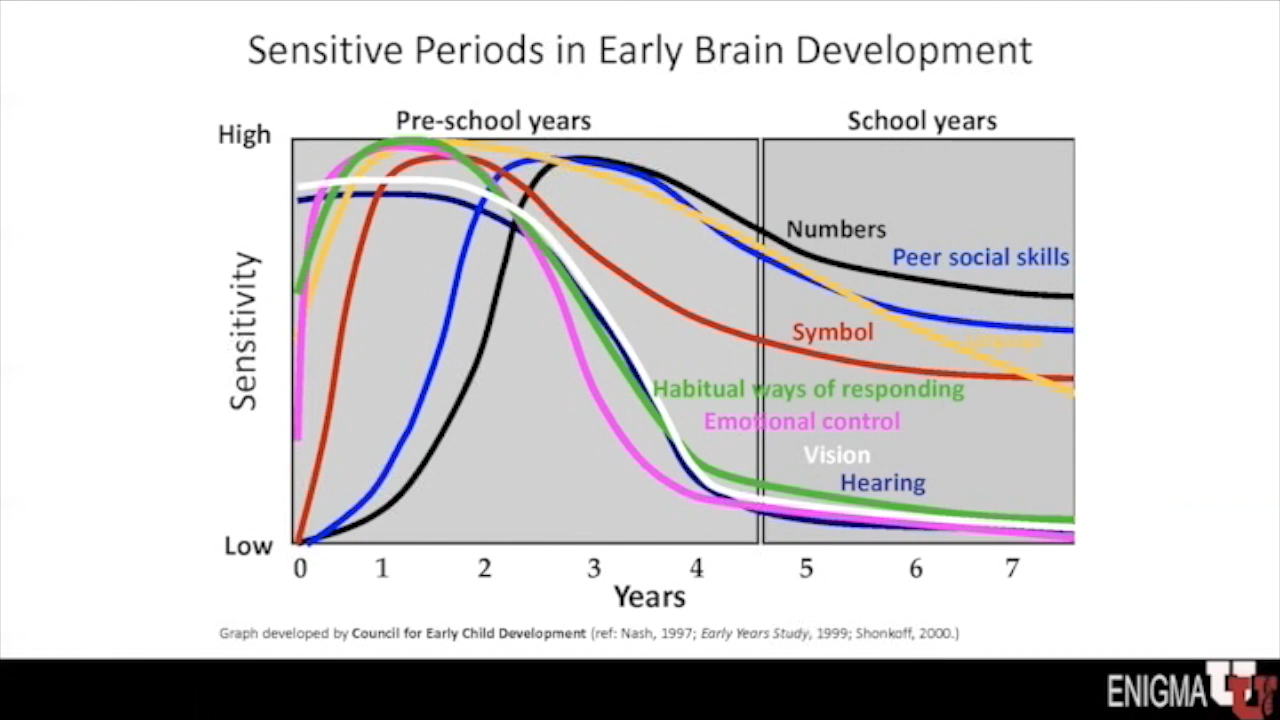 Sensitive Periods in Early Brain Development
Pre-school years
School years
High
Numbers
Peer social skills
Sensitivity
Symbol
Habitual ways of responding
Emotional control
Vision
Hearing
Low
0 1 2 3 4 5 6 7
Years
Graph developed by Council for Early Child Development (ref: Nash, 1997; Early Years Study, 1999; Shonkoff, 2000.)
ENIGMA